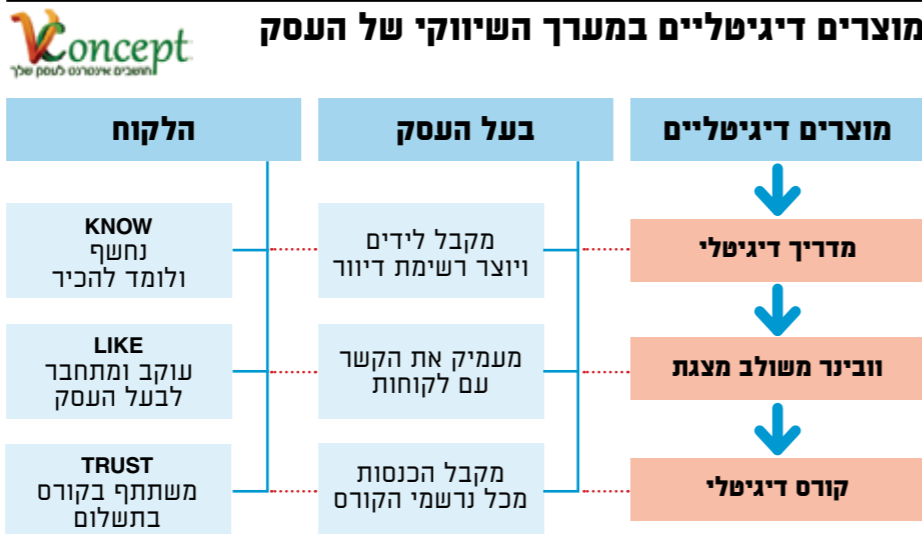 מוצרים דיגיטליים במערך השיווקי של העסק
VConcept
חושבים אינטרנט לעסק שלך
מוצרים דיגיטליים
בעל העסק
הלקוח
מדריך דיגיטלי
מקבל לידים
ויוצר רשימת דיוור
KNOW
נחשף
ולומד להכיר
וובינר משולב מצגת
מעמיק את הקשר
עם לקוחות
LIKE
עוקב ומתחבר
לבעל העסק
קורס דיגיטלי
מקבל הכנסות
מכל נרשמי הקורס
TRUST
משתתף בקורס
בתשלום